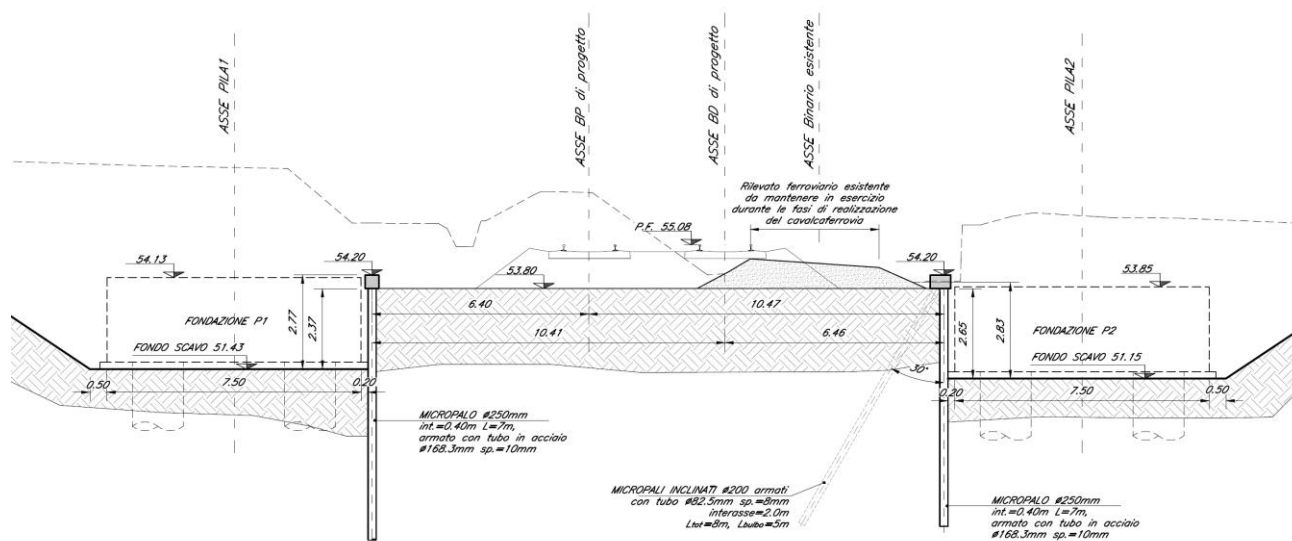 ASSE PILA1
ASSE BP di progetto
ASSE BD di progetto
ASSE Binario esistente
ASSE PILA2
Rilevato ferroviario esistente
da mantenere in esercizio
durante le fasi di realizzazione
del cavalcaferrovia
P.F. 55.08
54.13
54.20
53.80
54.20
53.85
6.40
10.47
10.41
6.46
2.77
2.37
2.65
2.83
FONDAZIONE P1
FONDO SCAVO 51.43
FONDAZIONE P2
FONDO SCAVO 51.15
30°
0.50
7.50
0.20
0.20
7.50
0.50
MICROPALO Ø250mm
int.=0.40m L=7m,
armato con tubo in acciaio
Ø168.3mm sp.=10mm
MICROPALI INCLINATI Ø200 armati
con tubo Ø82.5mm sp.=8mm
interasse=2.0m
Ltot=8m, Lbulbo=5m
MICROPALO Ø250mm
int.=0.40m L=7m,
armato con tubo in acciaio
Ø168.3mm sp.=10mm